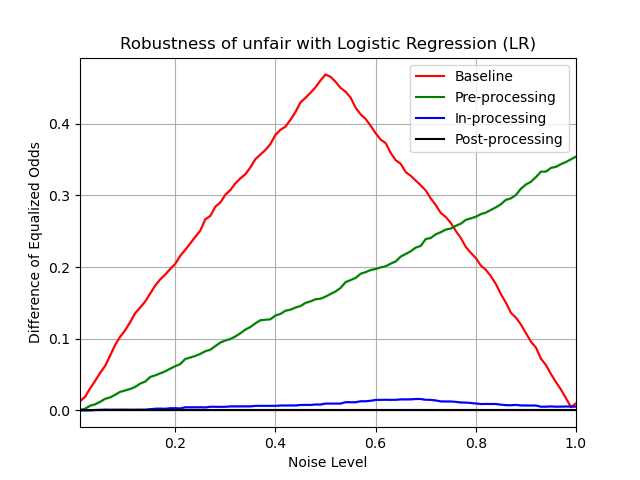 Robustness of unfair with Logistic Regression (LR)
Baseline
Pre-processing
In-processing
Post-processing
Difference of Equalized Odds
0.4
0.3
0.2
0.1
0.0
0.2 0.4 0.6 0.8 1.0
Noise Level